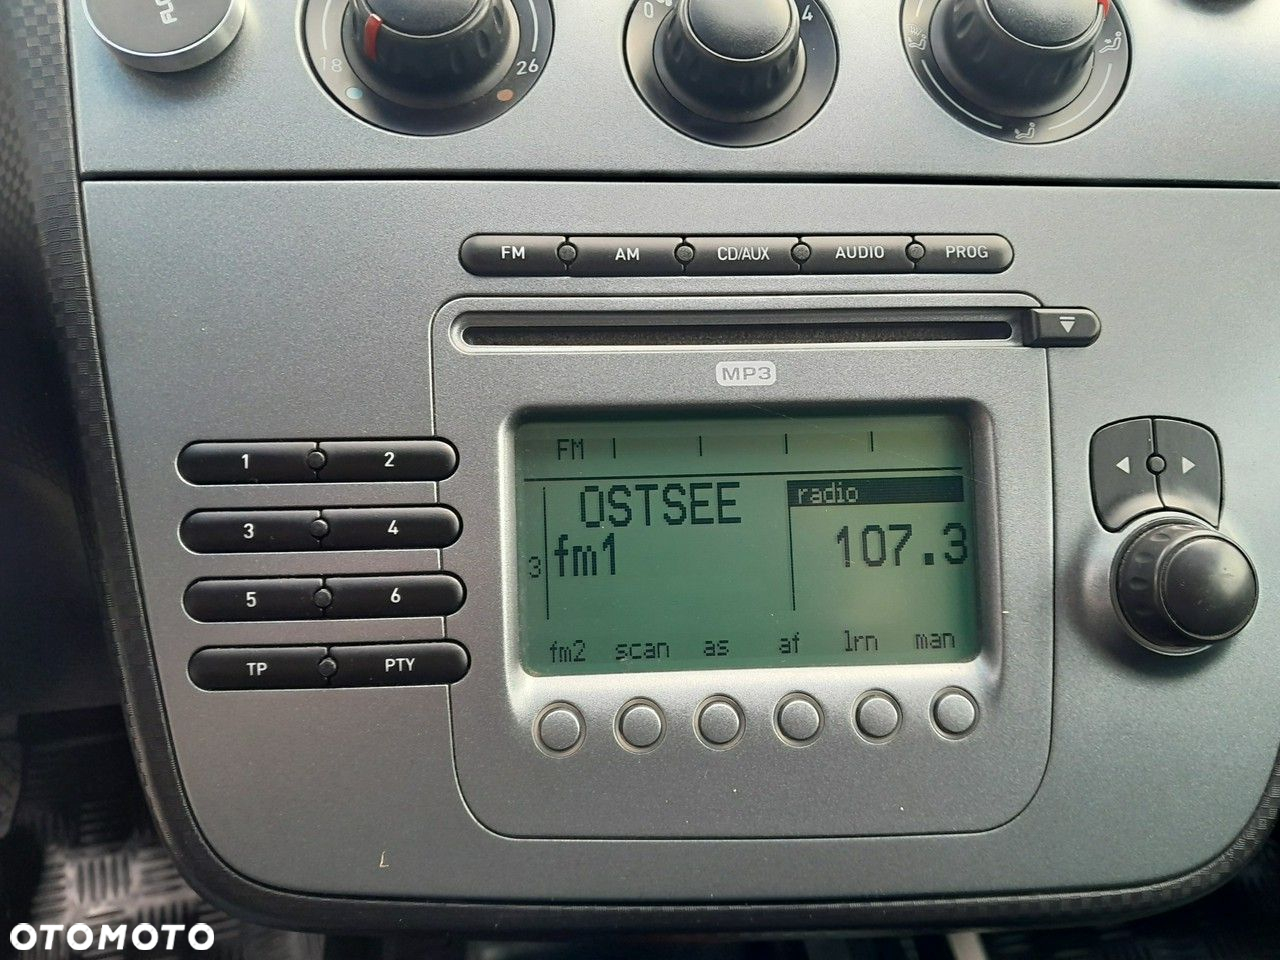 18 26
0 4
FM AM CD/AUX AUDIO PROG
MP3
FM
OSTSEE radio
3 fm1 107.3
fm2 scan as af lrn man
1 2
3 4
5 6
TP PTY
OTOMOTO